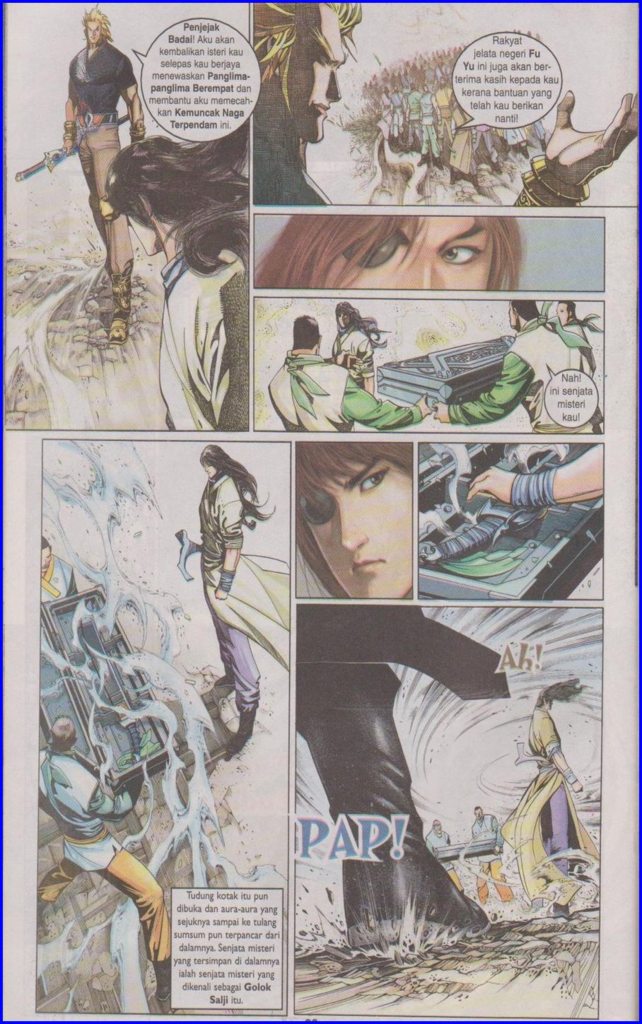 Penjejak
Badai! Aku akan
kembalikan isteri kau
selepas kau berjaya
menewaskan Panglima-
panglima Berempat dan
membantu aku memecah-
kan Kemuncak Naga
Terpendam ini.
Rakyat
jelata negeri Fu
Yu ini juga akan ber-
terima kasih kepada kau
kerana bantuan yang
telah kau berikan
nanti!
Nah!
ini senjata
misteri
kau!
Tudung kotak itu pun
dibuka dan aura-aura yang
sejuknya sampai ke tulang
sumsum pun terpancar dari
dalamnya. Senjata misteri
yang tersimpan di dalamnya
ialah senjata misteri yang
dikenali sebagai Golok
Salji itu.
Ah!
PAP!